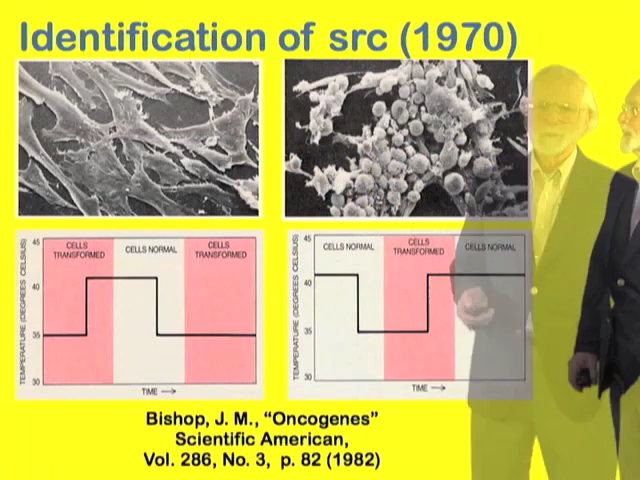 Identification of src (1970)
TEMPERATURE (DEGREES CELSIUS)
45
40
35
30
CELLS
TRANSFORMED
CELLS NORMAL
CELLS
TRANSFORMED
TIME →
TEMPERATURE (DEGREES CELSIUS)
45
40
35
30
CELLS NORMAL
CELLS
TRANSFORMED
CELLS NORMAL
TIME →
Bishop, J. M., “Oncogenes”
Scientific American,
Vol. 286, No. 3, p. 82 (1982)